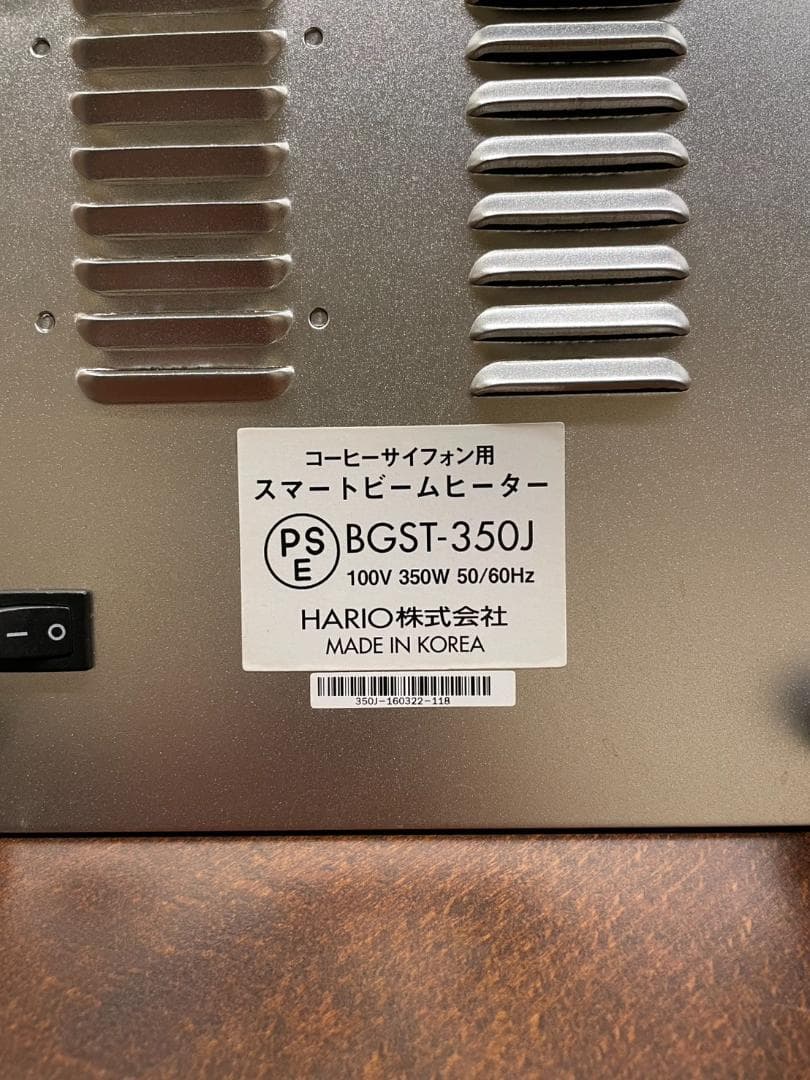 コーヒーサイフォン用
スマートビームヒーター
PS
E
BGST-350J
100V 350W 50/60Hz
HARIO株式会社
MADE IN KOREA
350J-160322-118